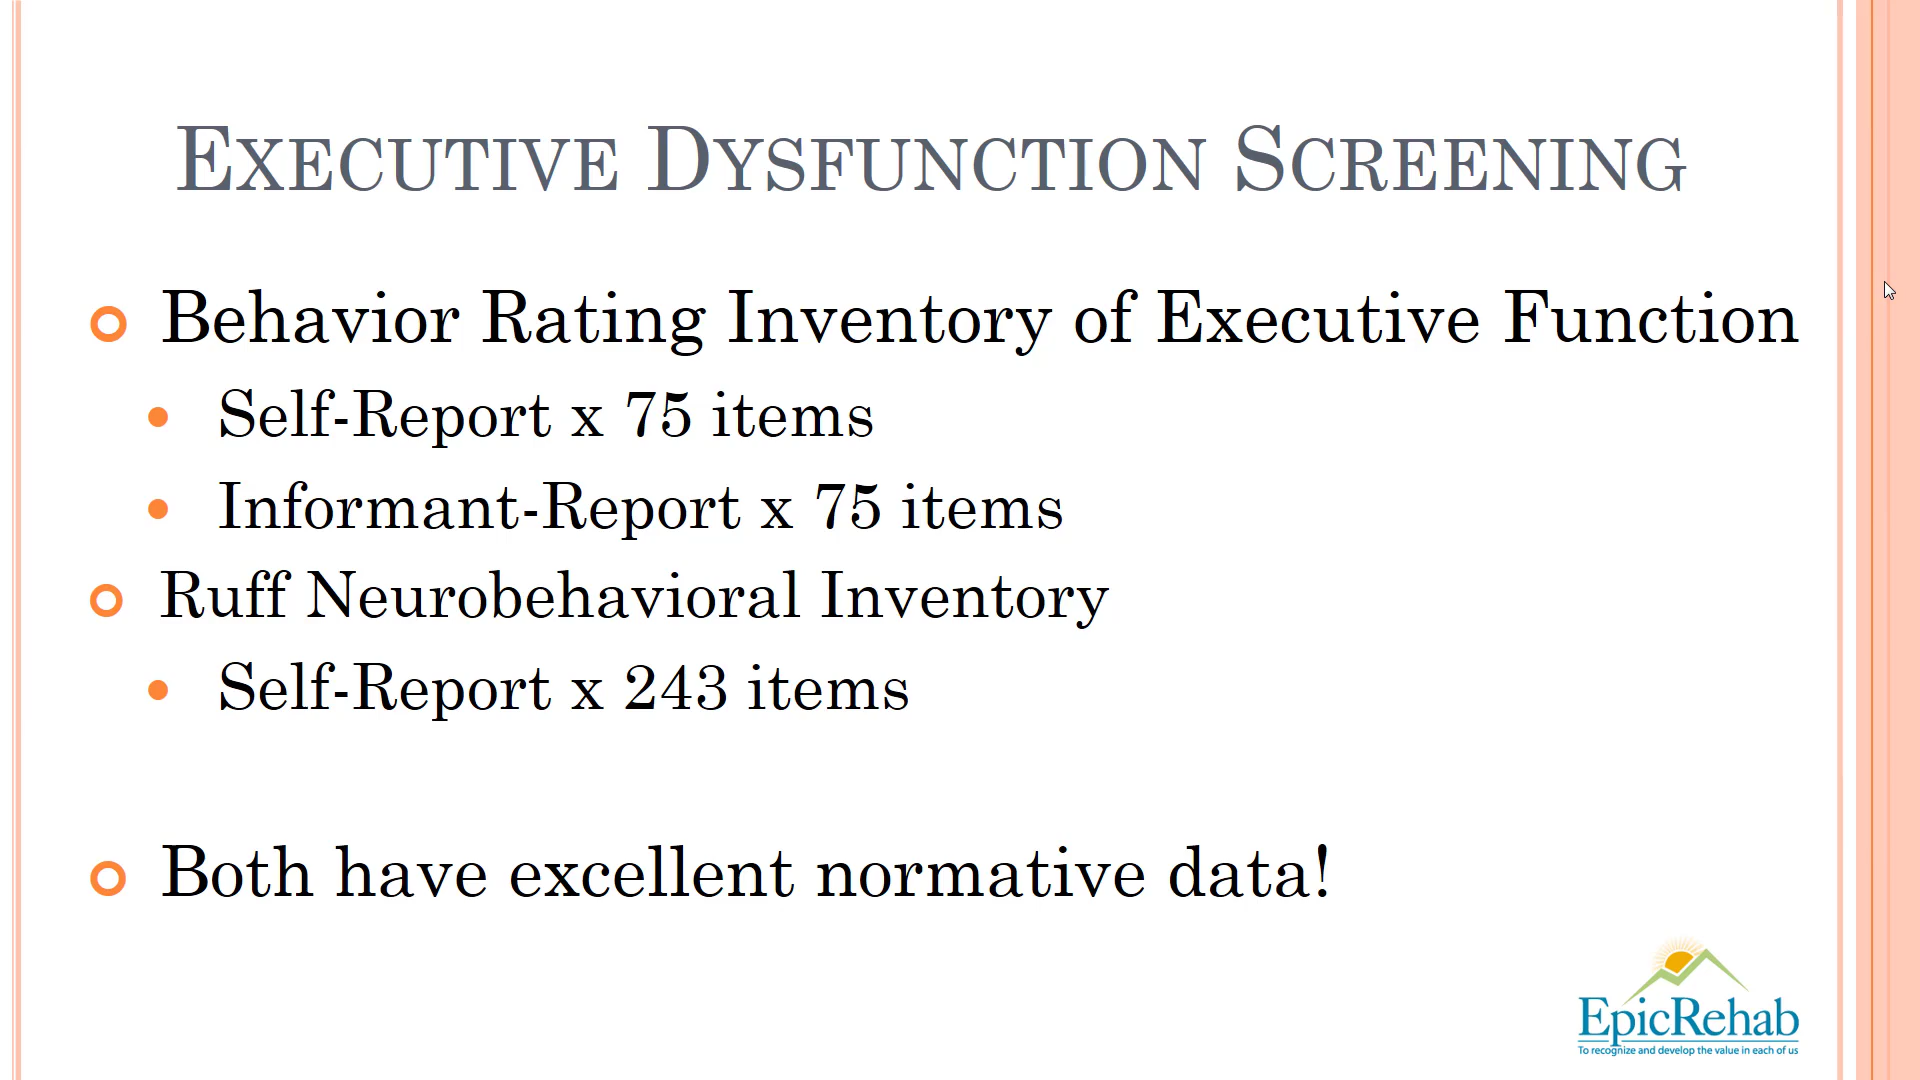 EXECUTIVE DYSFUNCTION SCREENING
Behavior Rating Inventory of Executive Function
Self-Report x 75 items
Informant-Report x 75 items
Ruff Neurobehavioral Inventory
Self-Report x 243 items
Both have excellent normative data!
EpicRehab
To recognize and develop the value in each of us